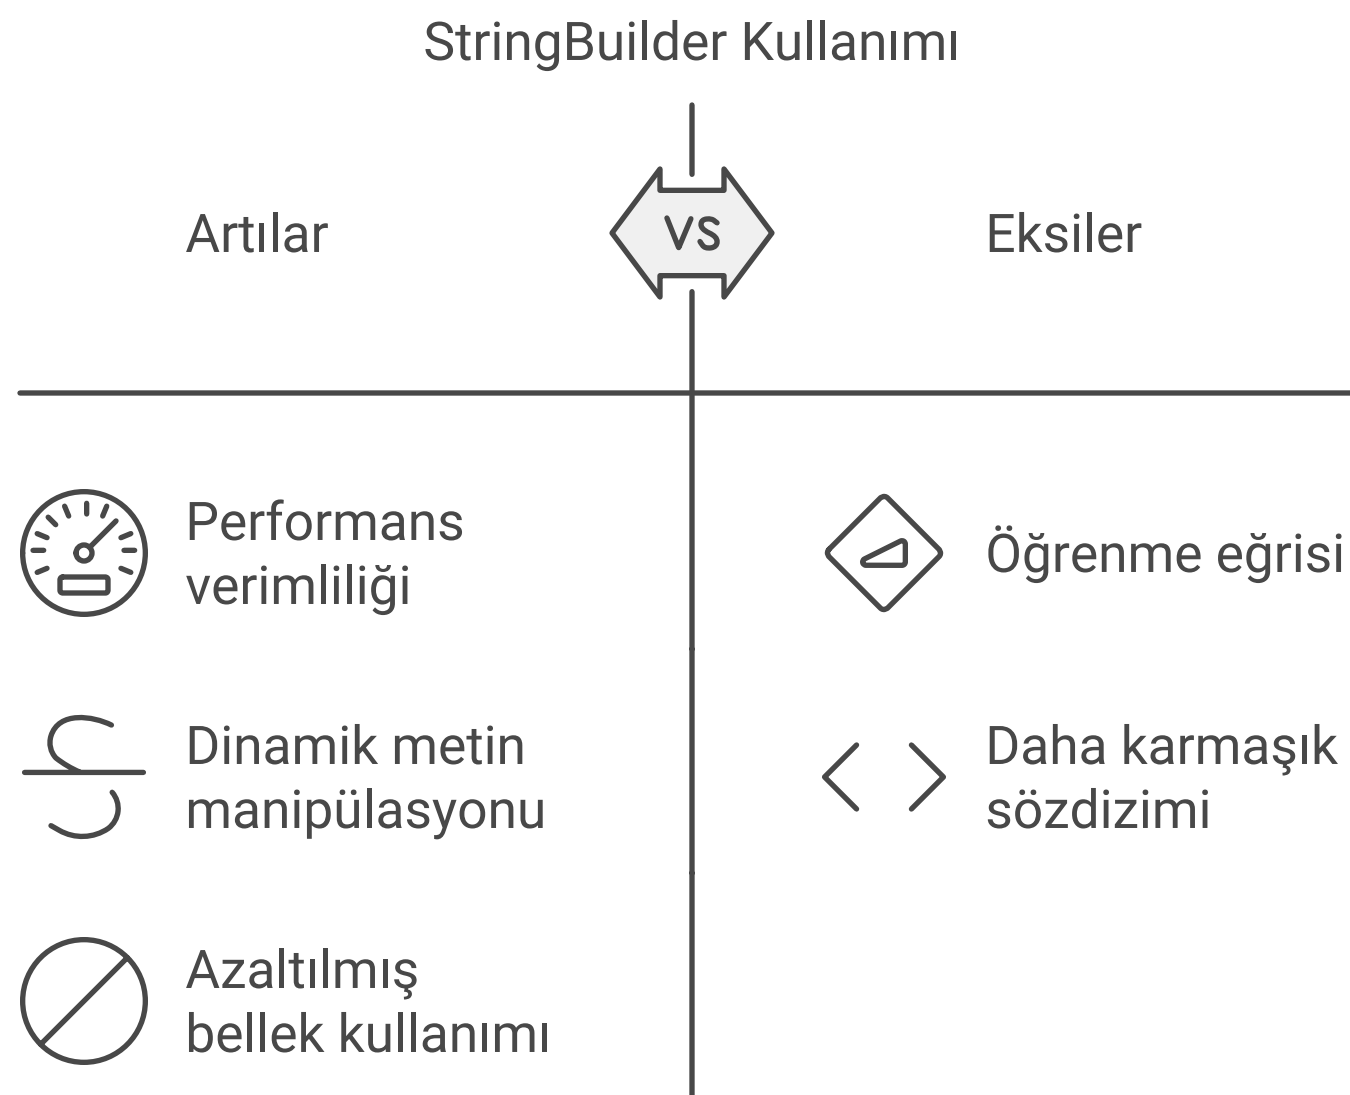 StringBuilder Kullanımı
Artılar
VS
Eksiler
Performans
verimliliği
Öğrenme eğrisi
Dinamik metin
manipülasyonu
Daha karmaşık
sözdizimi
Azaltılmış
bellek kullanımı